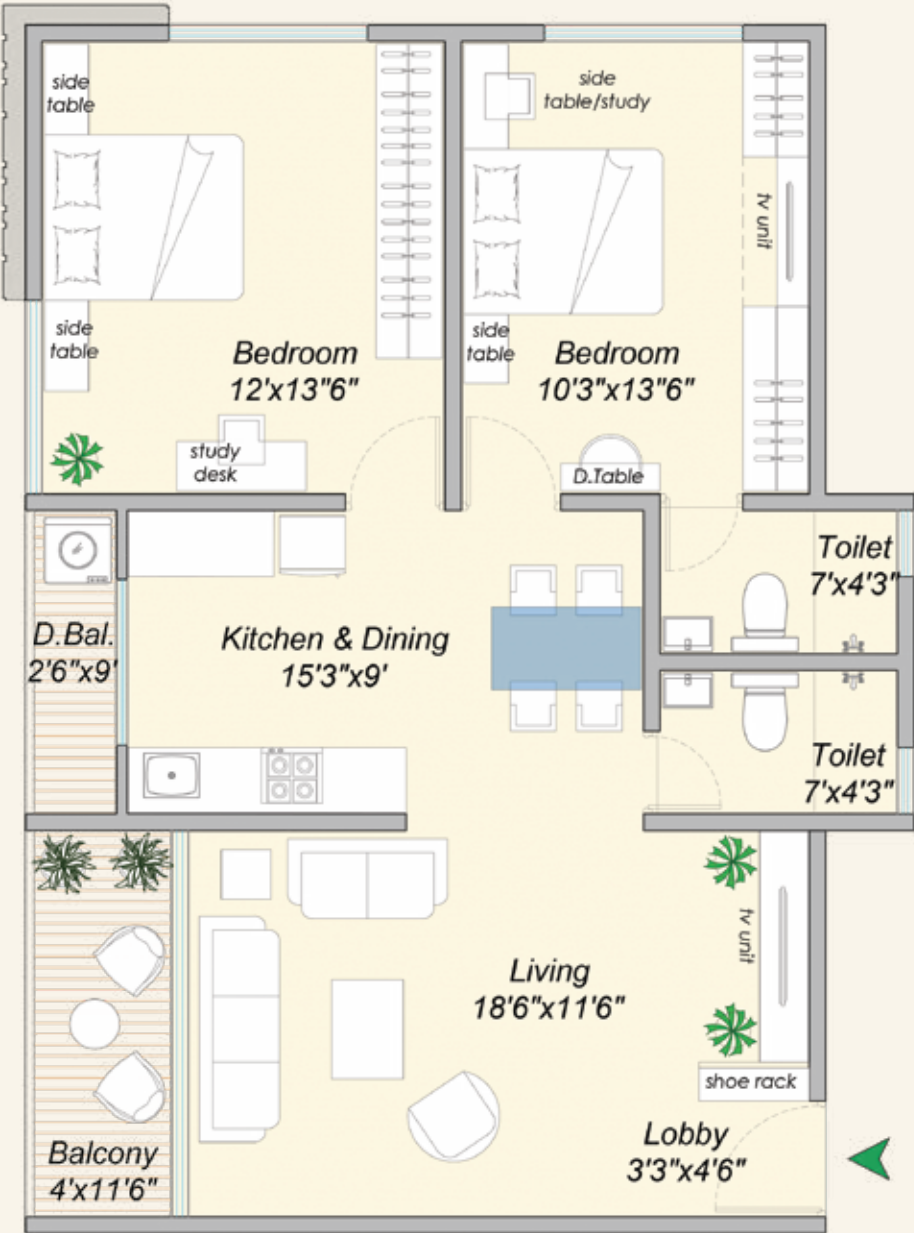 side
table
side
table/study
tv unit
side
table
side
table
Bedroom
12'x13"6"
Bedroom
10'3"x13"6"
study
desk
D.Table
Toilet
7'x4'3"
D.Bal.
2'6"x9'
Kitchen & Dining
15'3"x9'
Toilet
7'x4'3"
tv unit
Living
18'6"x11'6"
shoe rack
Lobby
3'3"x4'6"
Balcony
4'x11'6"